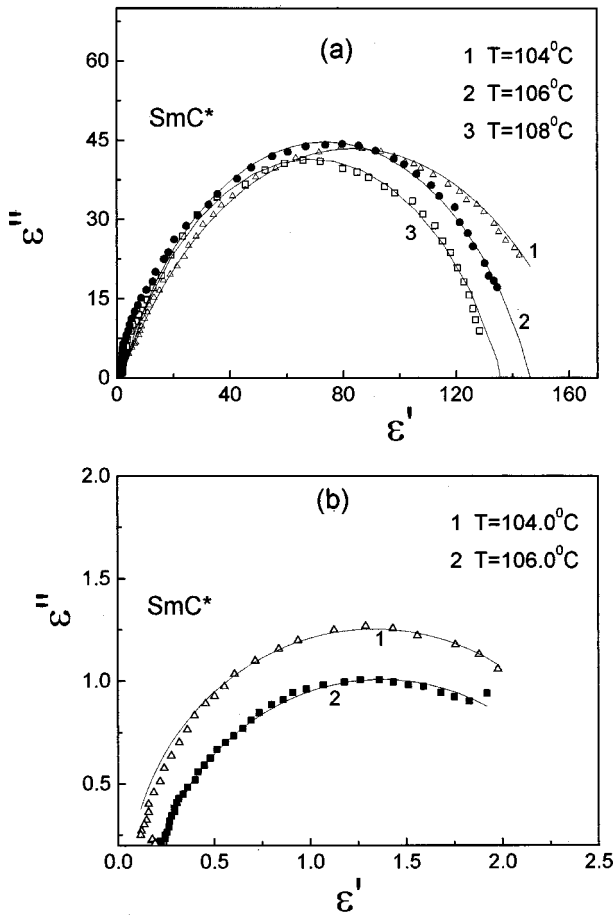 (a)
1 T=104⁰C
2 T=106⁰C
3 T=108⁰C
SmC*
60
45
30
15
0
ε''
1
2
3
0 40 80 120 160
ε'
(b)
1 T=104.0⁰C
2 T=106.0⁰C
SmC*
2.0
1.5
1.0
0.5
ε''
1
2
0.0 0.5 1.0 1.5 2.0 2.5
ε'